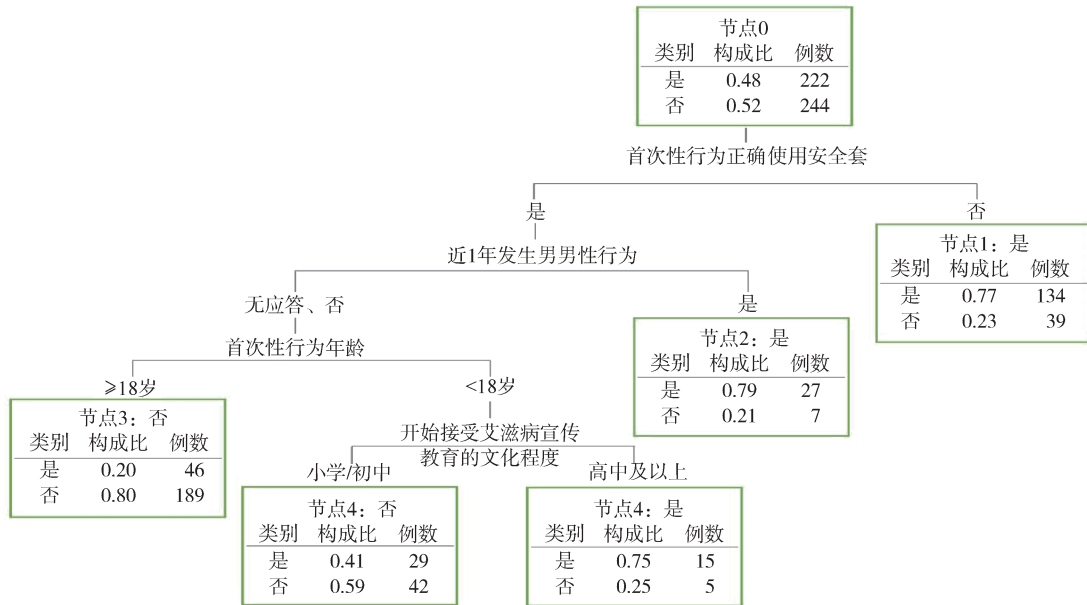 节点0
类别 构成比 例数
是 0.48 222
否 0.52 244
首次性行为正确使用安全套
是
否
近1年发生男男性行为
节点1：是
类别 构成比 例数
是 0.77 134
否 0.23 39
无应答、否
是
首次性行为年龄
节点2：是
类别 构成比 例数
是 0.79 27
否 0.21 7
≥18岁
<18岁
节点3：否
类别 构成比 例数
是 0.20 46
否 0.80 189
开始接受艾滋病宣传
教育的文化程度
小学/初中
高中及以上
节点4：否
类别 构成比 例数
是 0.41 29
否 0.59 42
节点4：是
类别 构成比 例数
是 0.75 15
否 0.25 5